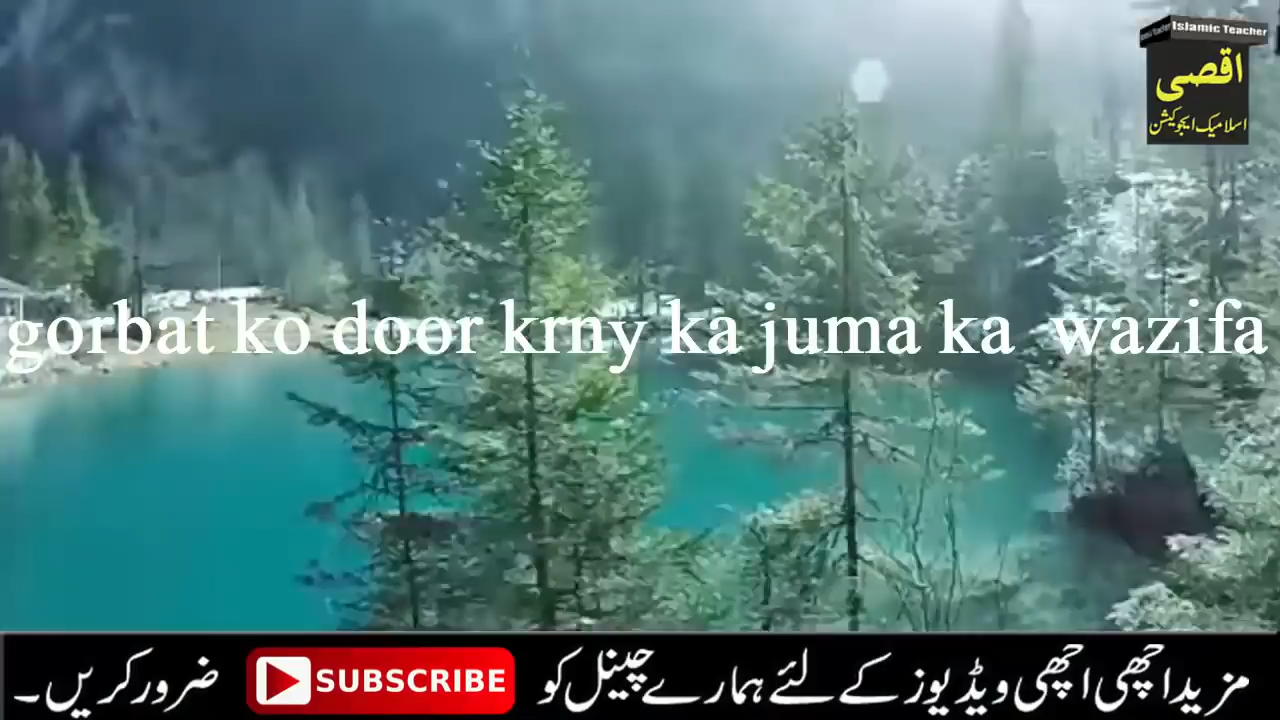 Islamic Teacher
اقصیٰ
اسلامیک ایجوکیشن
gorbat ko door krny ka juma ka wazifa
مزید اچھی اچھی ویڈیوز کے لئے ہمارے چینل کو SUBSCRIBE ضرور کریں۔